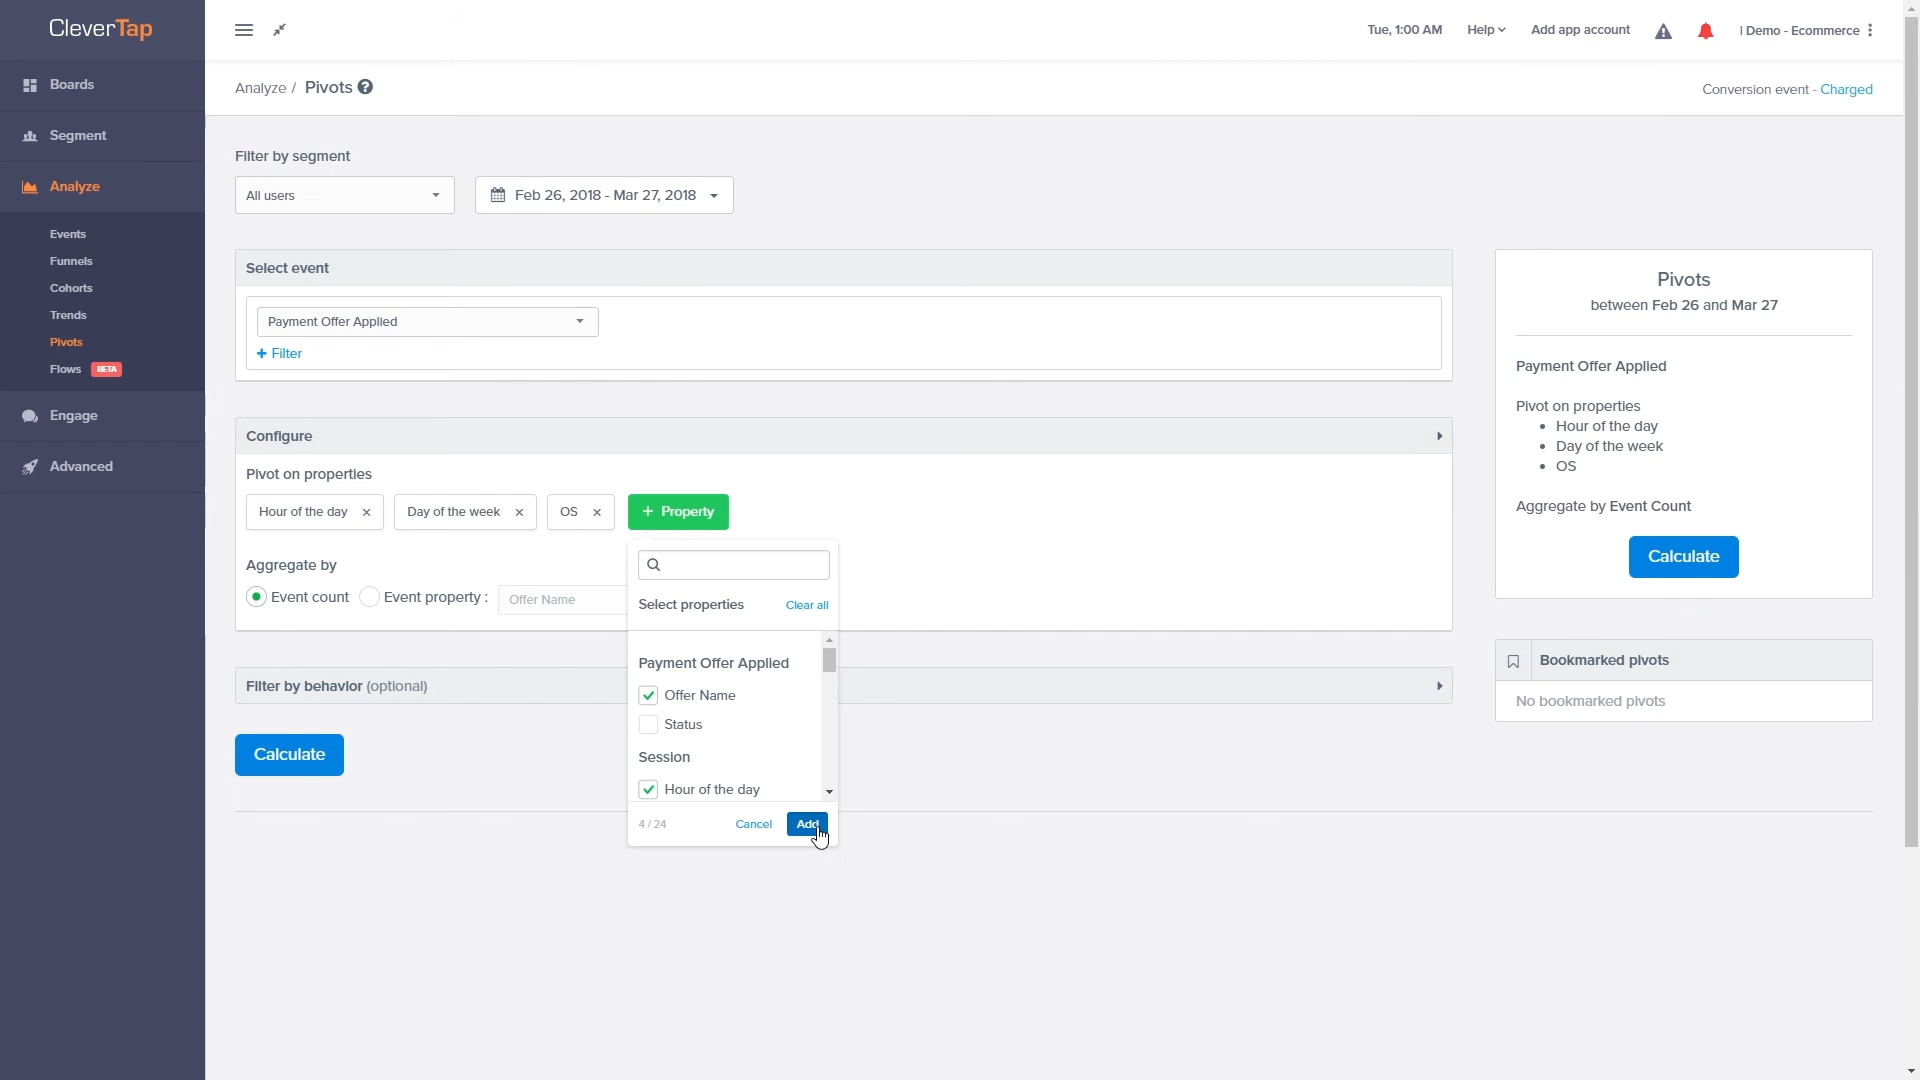 CleverTap
Tue, 1:00 AM
Help
Add app account
| Demo - Ecommerce
Boards
Segment
Analyze
Events
Funnels
Cohorts
Trends
Pivots
Flows BETA
Engage
Advanced
Analyze / Pivots ?
Conversion event - Charged
Filter by segment
All users
Feb 26, 2018 - Mar 27, 2018
Select event
Payment Offer Applied
+ Filter
Configure
Pivot on properties
Hour of the day ×
Day of the week ×
OS ×
+ Property
Aggregate by
Event count
Event property :
Offer Name
Select properties
Clear all
Payment Offer Applied
Offer Name
Status
Session
Hour of the day
4 / 24
Cancel
Add
Filter by behavior (optional)
Calculate
Pivots
between Feb 26 and Mar 27
Payment Offer Applied
Pivot on properties
• Hour of the day
• Day of the week
• OS
Aggregate by Event Count
Calculate
Bookmarked pivots
No bookmarked pivots